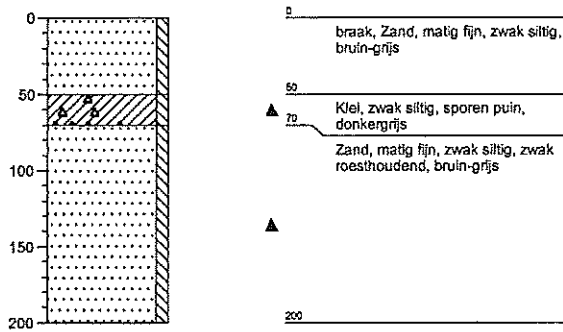 0
50
100
150
200
0
braak, Zand, matig fijn, zwak siltig,
bruin-grijs
50
Klei, zwak siltig, sporen puin,
donkergrijs
70
Zand, matig fijn, zwak siltig, zwak
roesthoudend, bruin-grijs
200